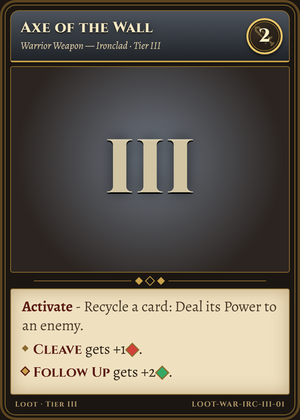 Axe of the Wall
Warrior Weapon — Ironclad · Tier III
2
III
Activate - Recycle a card: Deal its Power to
an enemy.
Cleave gets +1.
Follow Up gets +2.
Loot · Tier III
LOOT-WAR-IRC-III-01